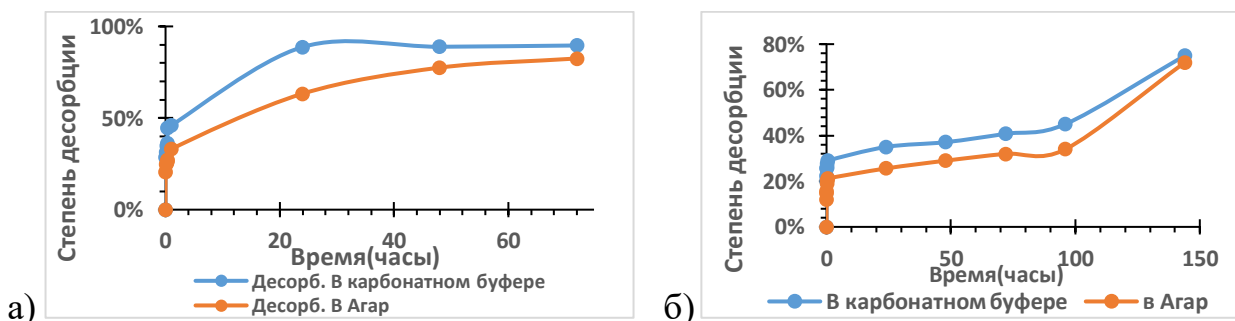 Степень десорбции
100%
50%
0%
0
20
40
60
Время(часы)
Десорб. В карбонатном буфере
Десорб. В Агар
а)
Степень десорбции
80%
60%
40%
20%
0%
0
50
100
150
Время(часы)
В карбонатном буфере
в Агар
б)